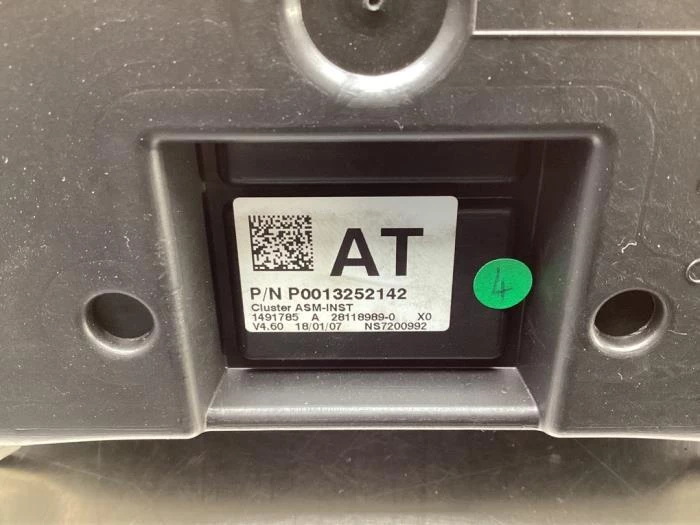 AT
P/N P0013252142
Cluster ASM-INST
1491785 A 28118989-0 X0
V4.60 18/01/07 NS7200992
4